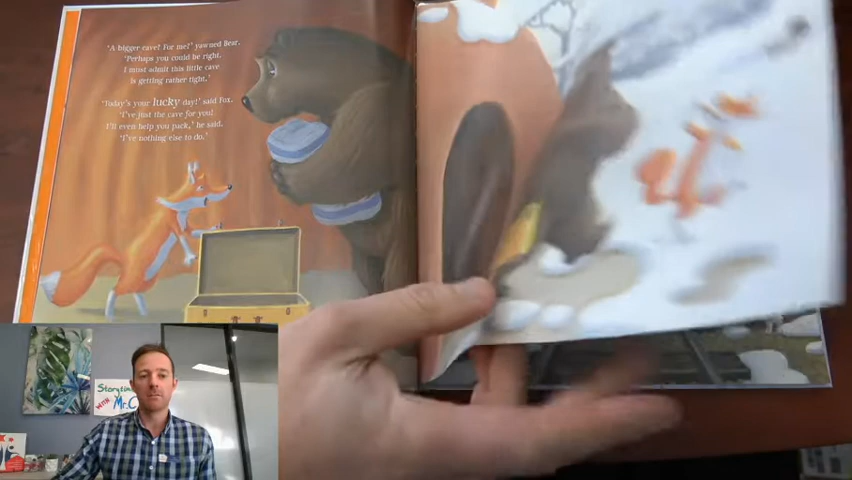 "A bigger cave? For me?" yawned Bear.
"Perhaps you could be right.
I must admit this little cave
is getting rather tight."
"Today's your lucky day!" said Fox.
"I've just the cave for you!
I'll even help you pack," he said.
"I've nothing else to do."
Storytime
WITH Mr.C